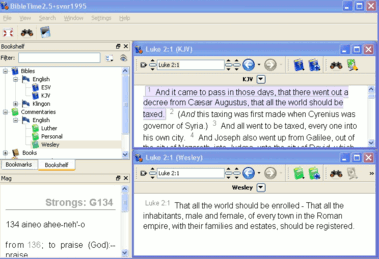 BibleTime2.5+svnr1995
File View Search Window Settings Help
Bookshelf
Filter:
Bibles
English
ESV
KJV
Klingon
Commentaries
English
Luther
Personal
Wesley
Books
Bookmarks Bookshelf
Mag
Strongs: G134
134 aineo ahee-neh'-o
from 136; to praise (God):--
Luke 2:1 (KJV)
Luke 2:1
KJV
1 And it came to pass in those days, that there went out a
decree from Cæsar Augustus, that all the world should be
taxed. 2 (And this taxing was first made when Cyrenius was
governor of Syria.) 3 And all went to be taxed, every one into
his own city. 4 And Joseph also went up from Galilee, out of
Luke 2:1 (Wesley)
Luke 2:1
Wesley
Luke 2:1 That all the world should be enrolled - That all the
inhabitants, male and female, of every town in the Roman
empire, with their families and estates, should be registered.